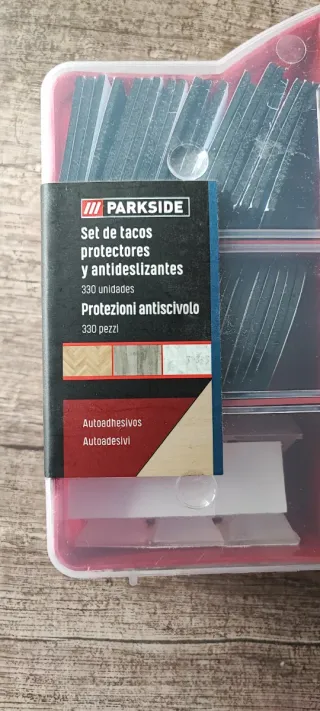 PARKSIDE
Set de tacos
protectores
y antideslizantes
330 unidades
Protezioni antiscivolo
330 pezzi
Autoadhesivos
Autoadesivi